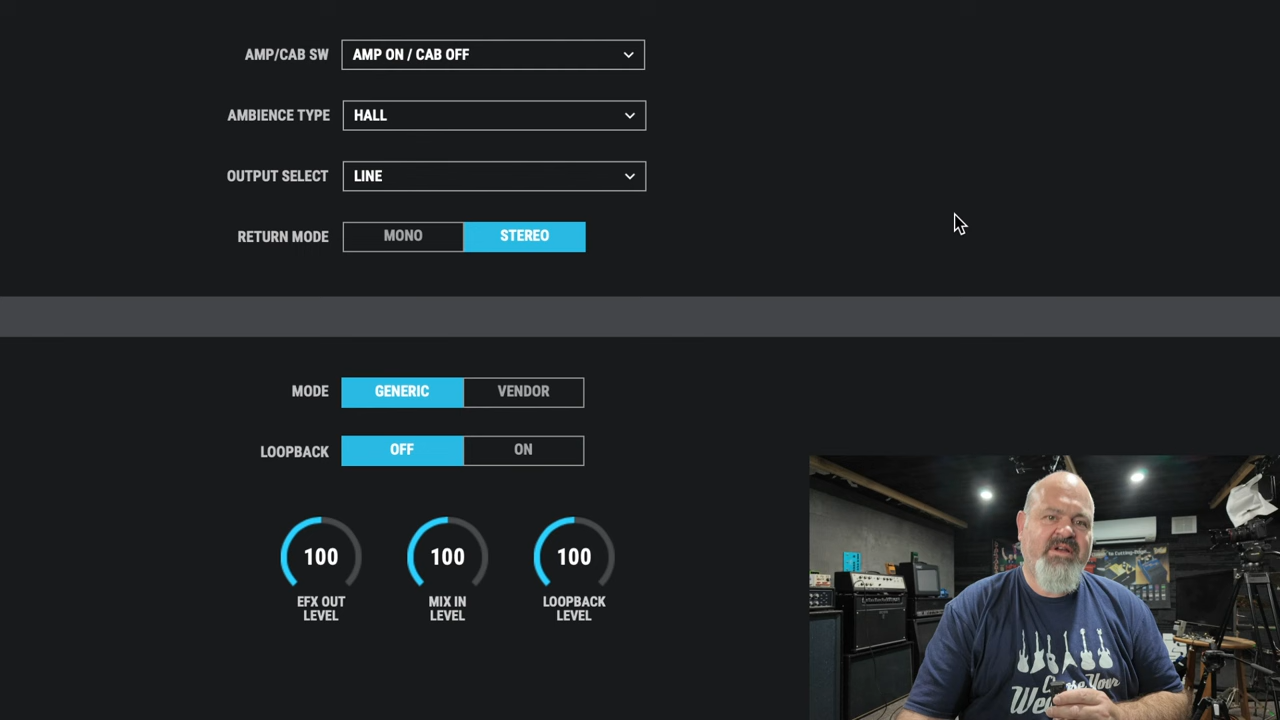 AMP/CAB SW
AMP ON / CAB OFF
AMBIENCE TYPE
HALL
OUTPUT SELECT
LINE
RETURN MODE
MONO
STEREO
MODE
GENERIC
VENDOR
LOOPBACK
OFF
ON
100
100
100
EFX OUT
LEVEL
MIX IN
LEVEL
LOOPBACK
LEVEL
Your